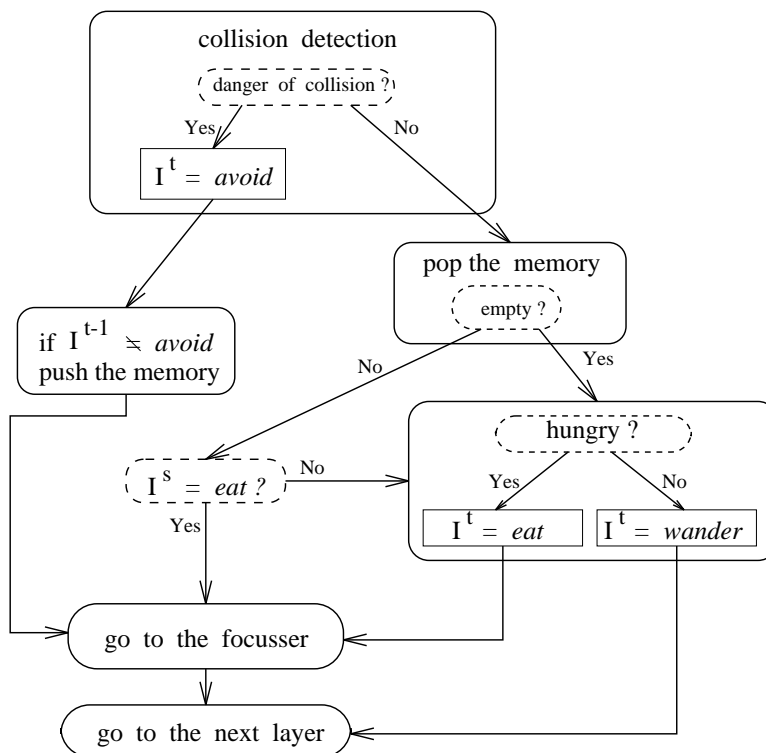 collision detection
danger of collision ?
Yes
No
I^t = avoid
pop the memory
empty ?
if I^t-1 ≠ avoid
push the memory
No
Yes
hungry ?
I^s = eat ?
No
Yes
No
Yes
I^t = eat
I^t = wander
go to the focusser
go to the next layer